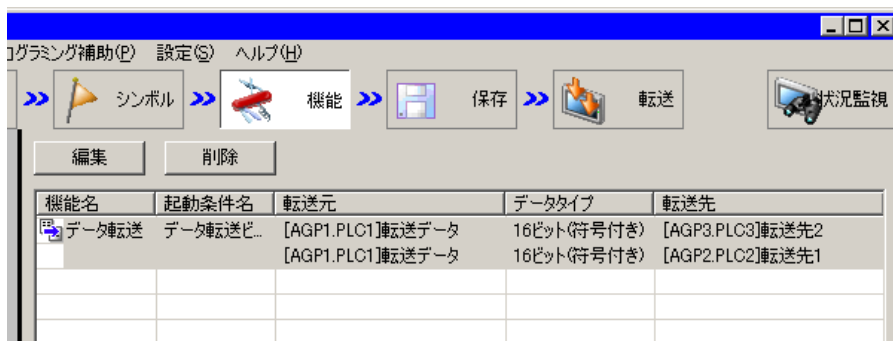 ログラミング補助(P) 設定(S) ヘルプ(H)
シンボル 機能 保存 転送 状況監視
編集 削除
機能名 起動条件名 転送元 データタイプ 転送先
データ転送 データ転送ビ... [AGP1.PLC1]転送データ 16ビット(符号付き) [AGP3.PLC3]転送先2
[AGP1.PLC1]転送データ 16ビット(符号付き) [AGP2.PLC2]転送先1